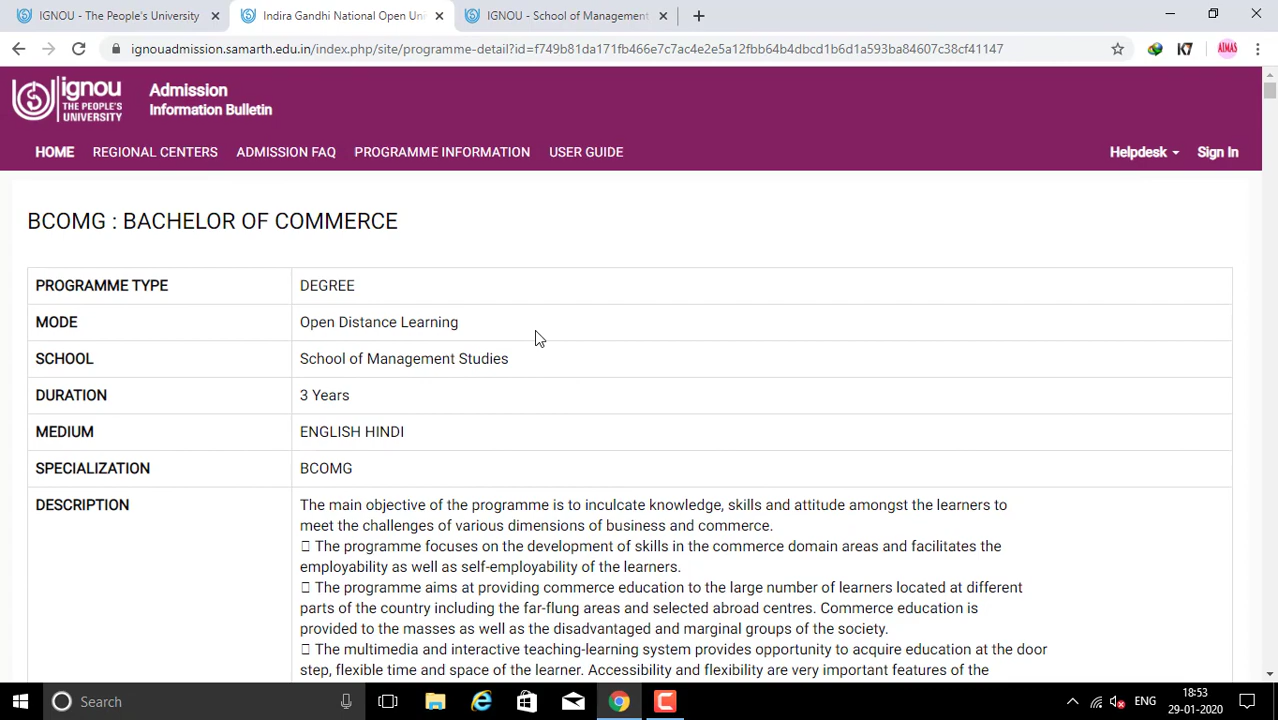 IGNOU - The People's University
Indira Gandhi National Open Uni
IGNOU - School of Management
ignouadmission.samarth.edu.in/index.php/site/programme-detail?id=f749b81da171fb466e7c7ac4e2e5a12fbb64b4dbcd1b6d1a593ba84607c38cf41147
K7
AIMAS
ignou
THE PEOPLE'S
UNIVERSITY
Admission
Information Bulletin
HOME REGIONAL CENTERS ADMISSION FAQ PROGRAMME INFORMATION USER GUIDE Helpdesk Sign In
BCOMG : BACHELOR OF COMMERCE
PROGRAMME TYPE DEGREE
MODE Open Distance Learning
SCHOOL School of Management Studies
DURATION 3 Years
MEDIUM ENGLISH HINDI
SPECIALIZATION BCOMG
DESCRIPTION The main objective of the programme is to inculcate knowledge, skills and attitude amongst the learners to
meet the challenges of various dimensions of business and commerce.
The programme focuses on the development of skills in the commerce domain areas and facilitates the
employability as well as self-employability of the learners.
The programme aims at providing commerce education to the large number of learners located at different
parts of the country including the far-flung areas and selected abroad centres. Commerce education is
provided to the masses as well as the disadvantaged and marginal groups of the society.
The multimedia and interactive teaching-learning system provides opportunity to acquire education at the door
step, flexible time and space of the learner. Accessibility and flexibility are very important features of the
Search
ENG
18:53
29-01-2020